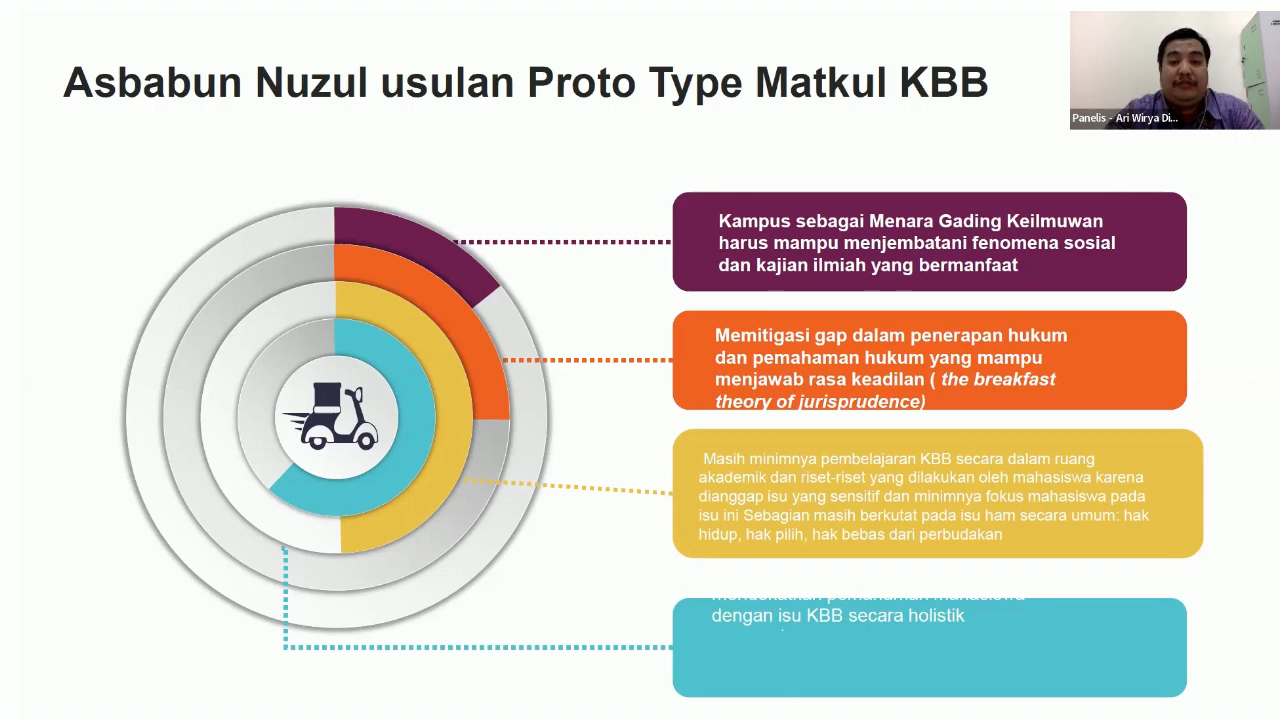 Asbabun Nuzul usulan Proto Type Matkul KBB
Panelis - Ari Wirya Di...
Kampus sebagai Menara Gading Keilmuwan
harus mampu menjembatani fenomena sosial
dan kajian ilmiah yang bermanfaat
Memitigasi gap dalam penerapan hukum
dan pemahaman hukum yang mampu
menjawab rasa keadilan ( the breakfast
theory of jurisprudence)
Masih minimnya pembelajaran KBB secara dalam ruang
akademik dan riset-riset yang dilakukan oleh mahasiswa karena
dianggap isu yang sensitif dan minimnya fokus mahasiswa pada
isu ini Sebagian masih berkutat pada isu ham secara umum: hak
hidup, hak pilih, hak bebas dari perbudakan
dengan isu KBB secara holistik